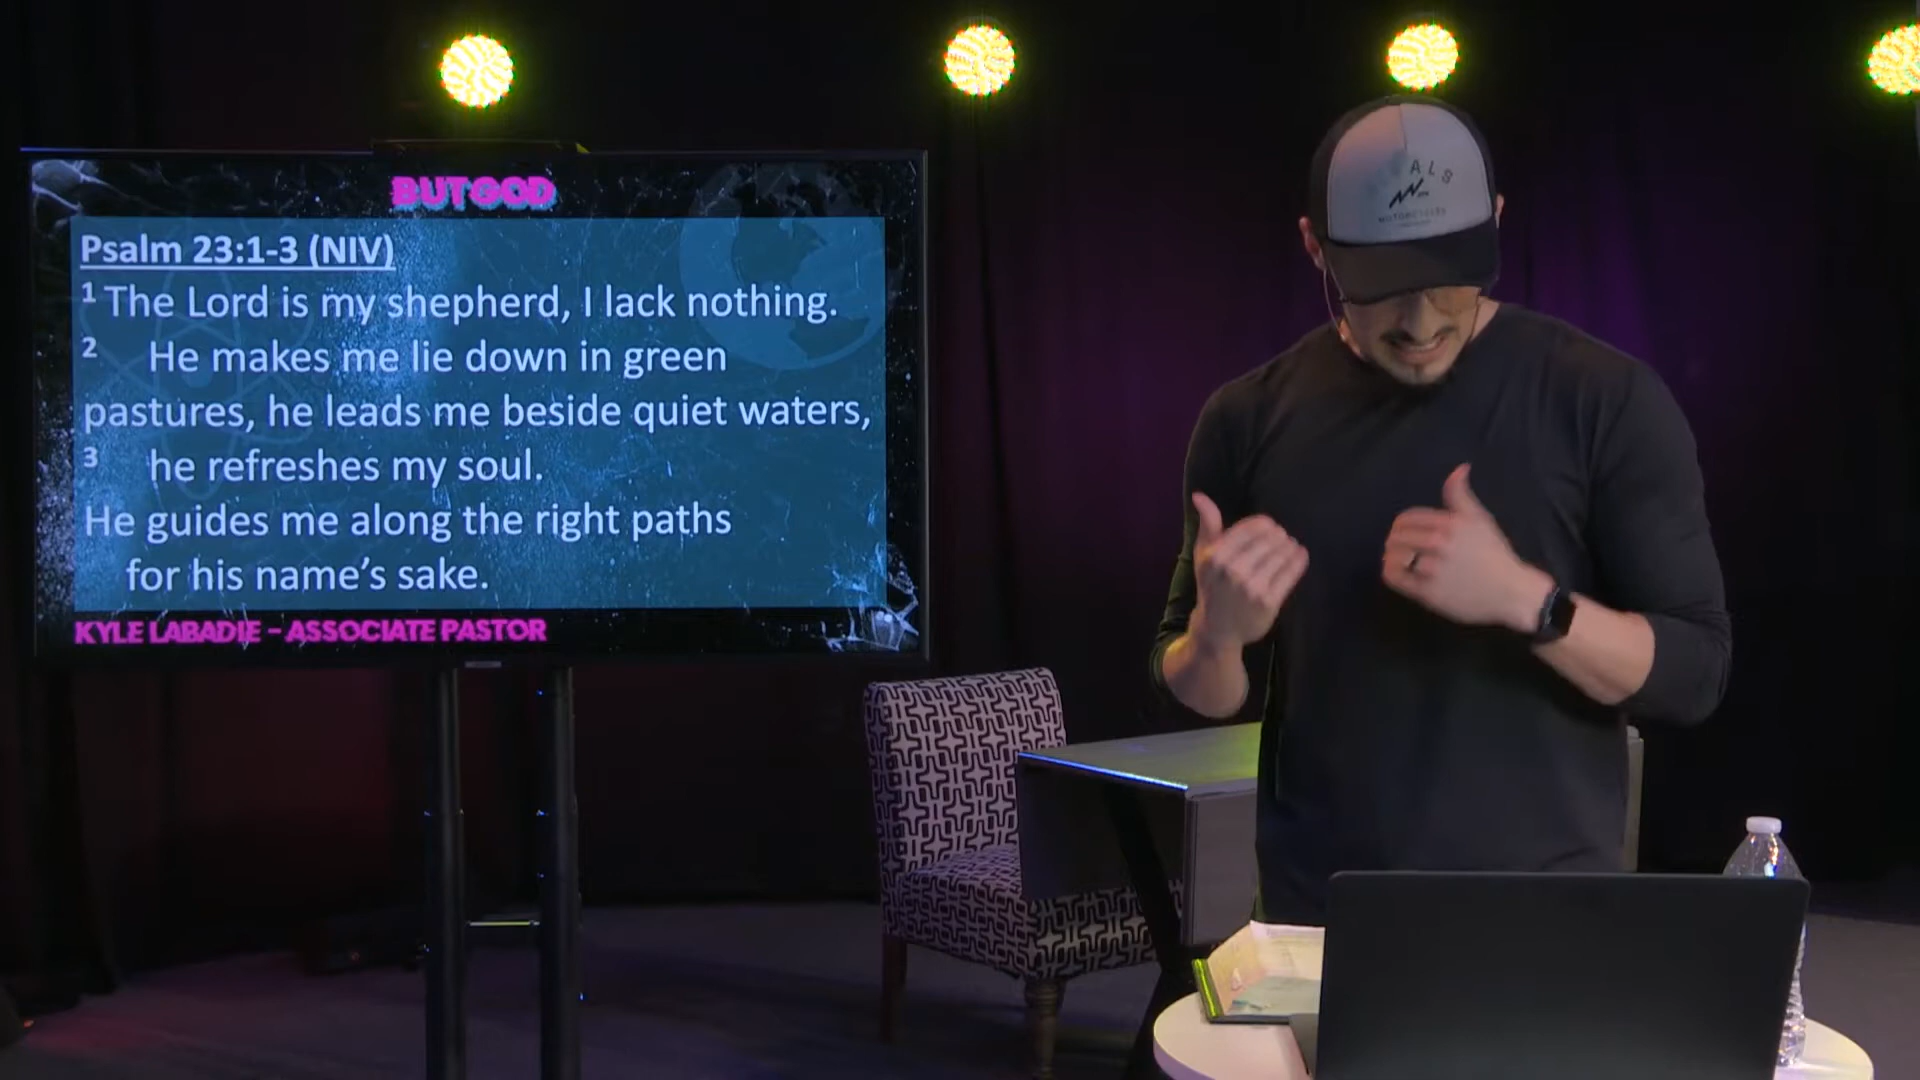 BUTGOD
Psalm 23:1-3 (NIV)
1 The Lord is my shepherd, I lack nothing.
2 He makes me lie down in green
pastures, he leads me beside quiet waters,
3 he refreshes my soul.
He guides me along the right paths
for his name’s sake.
KYLE LABADIE - ASSOCIATE PASTOR
ALS
MOTORCYCLES